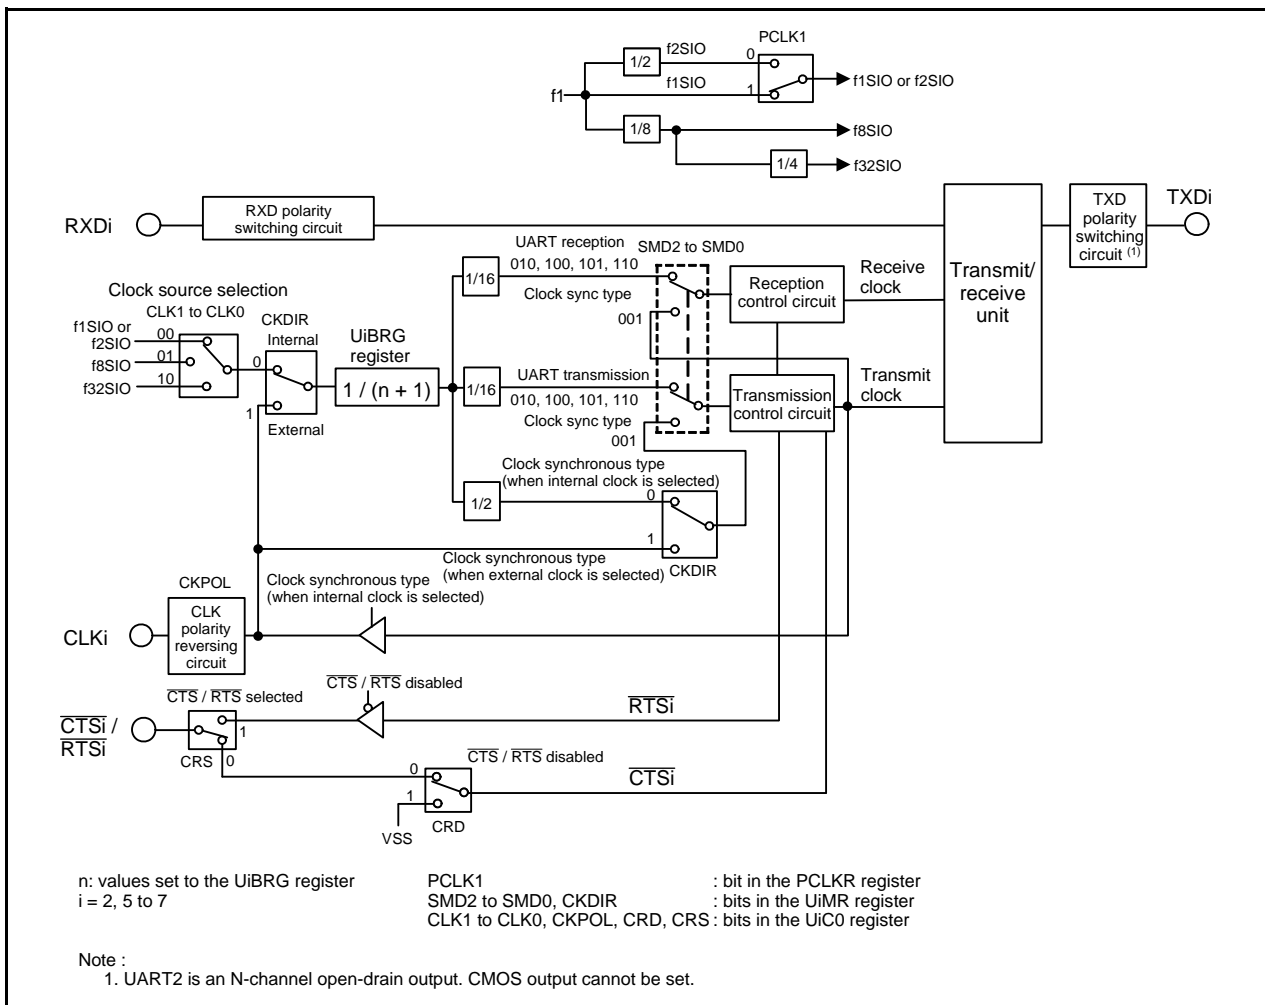 PCLK1
f2SIO
0
1/2
f1SIO
f1
1
f1SIO or f2SIO
1/8
f8SIO
1/4
f32SIO
RXDi
RXD polarity
switching circuit
TXD
polarity
switching
circuit (1)
TXDi
UART reception
SMD2 to SMD0
1/16
010, 100, 101, 110
Clock sync type
001
Reception
control circuit
Receive
clock
Transmit/
receive
unit
Clock source selection
CLK1 to CLK0
CKDIR
f1SIO or
f2SIO
00
f8SIO
01
f32SIO
10
0
Internal
1
External
UiBRG
register
1 / (n + 1)
1/16
UART transmission
010, 100, 101, 110
Clock sync type
001
Transmission
control circuit
Transmit
clock
Clock synchronous type
(when internal clock is selected)
1/2
0
1
CKDIR
Clock synchronous type
(when external clock is selected)
CKPOL
Clock synchronous type
(when internal clock is selected)
CLKi
CLK
polarity
reversing
circuit
CTS / RTS selected
CTS / RTS disabled
CTSi /
RTSi
1
0
CRS
RTSi
CTS / RTS disabled
0
1
CTSi
VSS
CRD
n: values set to the UiBRG register
i = 2, 5 to 7
PCLK1 : bit in the PCLKR register
SMD2 to SMD0, CKDIR : bits in the UiMR register
CLK1 to CLK0, CKPOL, CRD, CRS : bits in the UiC0 register
Note :
1. UART2 is an N-channel open-drain output. CMOS output cannot be set.